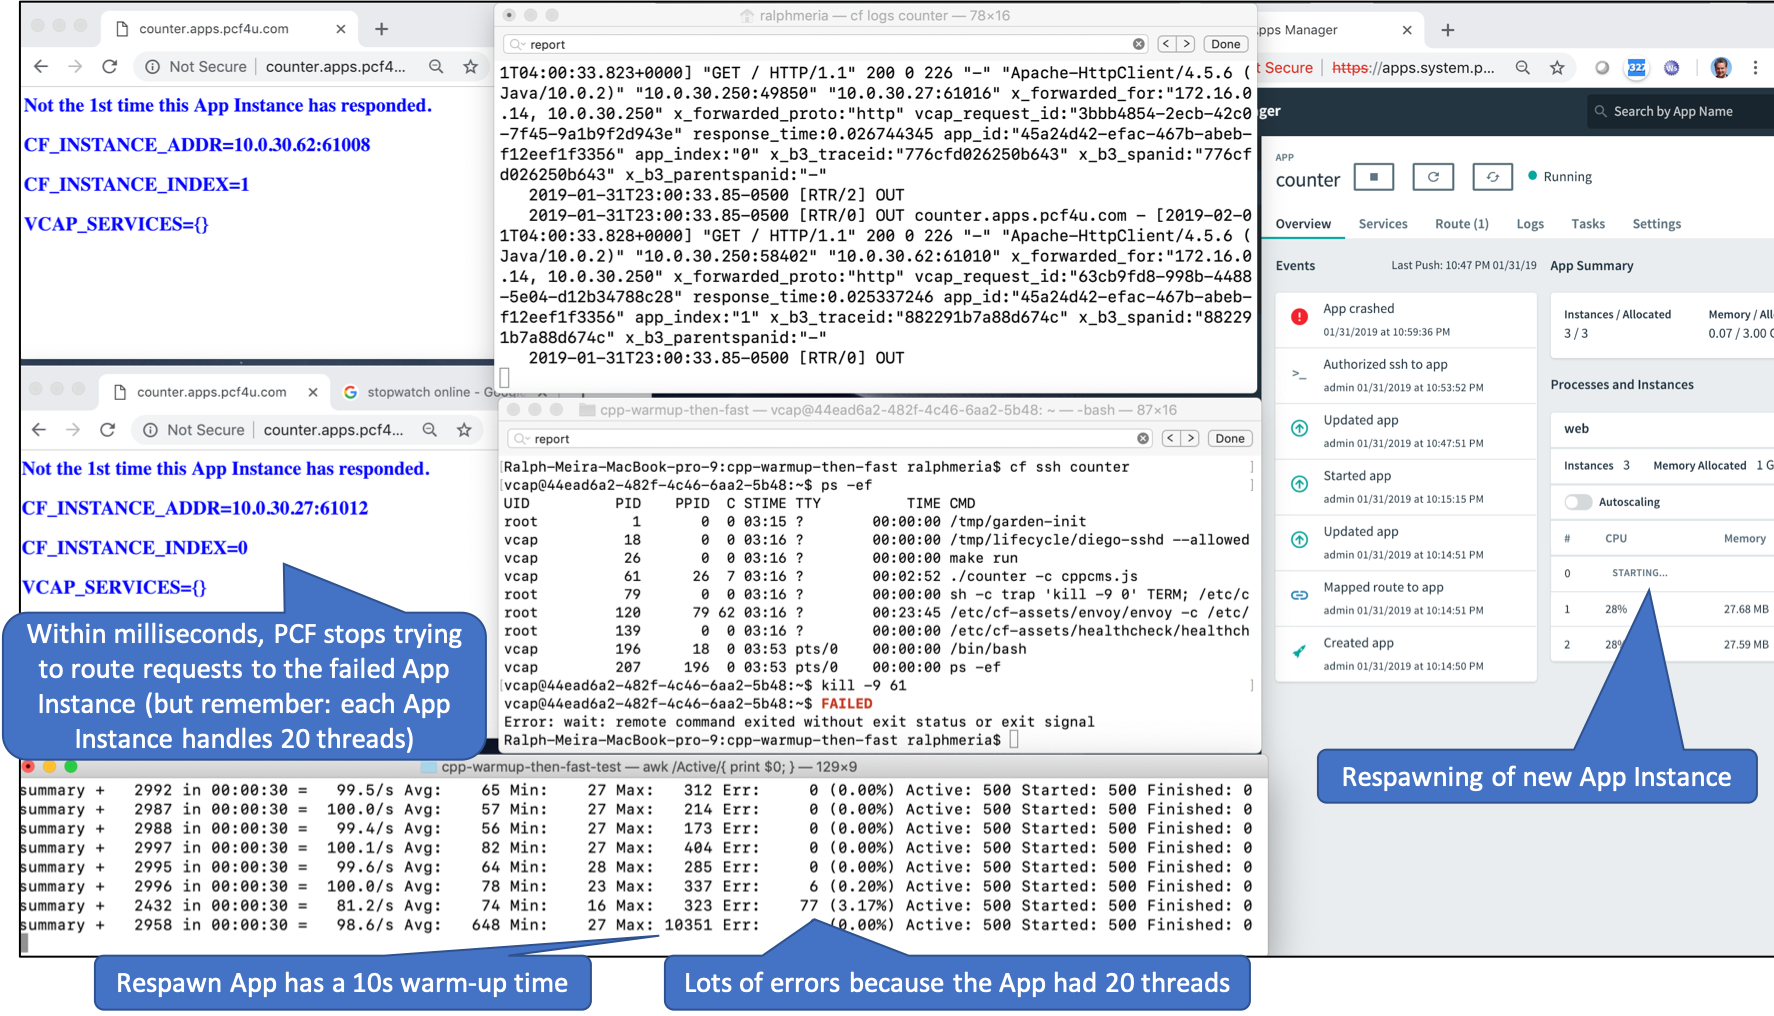 counter.apps.pcf4u.com
Not Secure | counter.apps.pcf4...
Not the 1st time this App Instance has responded.
CF_INSTANCE_ADDR=10.0.30.62:61008
CF_INSTANCE_INDEX=1
VCAP_SERVICES={}
ralphmeria — cf logs counter — 78×16
report
Done
1T04:00:33.823+0000] "GET / HTTP/1.1" 200 0 226 "-" "Apache-HttpClient/4.5.6 (
Java/10.0.2)" "10.0.30.250:49850" "10.0.30.27:61016" x_forwarded_for:"172.16.0
.14, 10.0.30.250" x_forwarded_proto:"http" vcap_request_id:"3bbb4854-2ecb-42c0
-7f45-9a1b9f2d943e" response_time:0.026744345 app_id:"45a24d42-efac-467b-abeb-
f12eef1f3356" app_index:"0" x_b3_traceid:"776cfd026250b643" x_b3_spanid:"776cf
d026250b643" x_b3_parentspanid:"-"
2019-01-31T23:00:33.85-0500 [RTR/2] OUT
2019-01-31T23:00:33.85-0500 [RTR/0] OUT counter.apps.pcf4u.com - [2019-02-0
1T04:00:33.828+0000] "GET / HTTP/1.1" 200 0 226 "-" "Apache-HttpClient/4.5.6 (
Java/10.0.2)" "10.0.30.250:58402" "10.0.30.62:61010" x_forwarded_for:"172.16.0
.14, 10.0.30.250" x_forwarded_proto:"http" vcap_request_id:"63cb9fd8-998b-4488
-5e04-d12b34788c28" response_time:0.025337246 app_id:"45a24d42-efac-467b-abeb-
f12eef1f3356" app_index:"1" x_b3_traceid:"882291b7a88d674c" x_b3_spanid:"88229
1b7a88d674c" x_b3_parentspanid:"-"
2019-01-31T23:00:33.85-0500 [RTR/0] OUT
pps Manager
t Secure | https://apps.system.p...
327
ger
Search by App Name
APP
counter
Running
Overview Services Route (1) Logs Tasks Settings
Events Last Push: 10:47 PM 01/31/19
App crashed
01/31/2019 at 10:59:36 PM
Authorized ssh to app
admin 01/31/2019 at 10:53:52 PM
Updated app
admin 01/31/2019 at 10:47:51 PM
Started app
admin 01/31/2019 at 10:15:15 PM
Updated app
admin 01/31/2019 at 10:14:51 PM
Mapped route to app
admin 01/31/2019 at 10:14:51 PM
Created app
admin 01/31/2019 at 10:14:50 PM
App Summary
Instances / Allocated Memory / All
3 / 3 0.07 / 3.00 G
Processes and Instances
web
Instances 3 Memory Allocated 1 G
Autoscaling
# CPU Memory
0 STARTING...
1 28% 27.68 MB
2 28% 27.59 MB
Respawning of new App Instance
counter.apps.pcf4u.com
stopwatch online - Goo
Not Secure | counter.apps.pcf4...
Not the 1st time this App Instance has responded.
CF_INSTANCE_ADDR=10.0.30.27:61012
CF_INSTANCE_INDEX=0
VCAP_SERVICES={}
Within milliseconds, PCF stops trying
to route requests to the failed App
Instance (but remember: each App
Instance handles 20 threads)
cpp-warmup-then-fast — vcap@44ead6a2-482f-4c46-6aa2-5b48: ~ — -bash — 87×16
report
Done
[Ralph-Meira-MacBook-pro-9:cpp-warmup-then-fast ralphmeria$ cf ssh counter ]
[vcap@44ead6a2-482f-4c46-6aa2-5b48:~$ ps -ef ]
UID PID PPID C STIME TTY TIME CMD
root 1 0 0 03:15 ? 00:00:00 /tmp/garden-init
vcap 18 0 0 03:16 ? 00:00:00 /tmp/lifecycle/diego-sshd --allowed
vcap 26 0 0 03:16 ? 00:00:00 make run
vcap 61 26 7 03:16 ? 00:02:52 ./counter -c cppcms.js
root 79 0 0 03:16 ? 00:00:00 sh -c trap 'kill -9 0' TERM; /etc/c
root 120 79 62 03:16 ? 00:23:45 /etc/cf-assets/envoy/envoy -c /etc/
root 139 0 0 03:16 ? 00:00:00 /etc/cf-assets/healthcheck/healthch
vcap 196 18 0 03:53 pts/0 00:00:00 /bin/bash
vcap 207 196 0 03:53 pts/0 00:00:00 ps -ef
[vcap@44ead6a2-482f-4c46-6aa2-5b48:~$ kill -9 61 ]
vcap@44ead6a2-482f-4c46-6aa2-5b48:~$ FAILED
Error: wait: remote command exited without exit status or exit signal
Ralph-Meira-MacBook-pro-9:cpp-warmup-then-fast ralphmeria$
cpp-warmup-then-fast-test — awk /Active/{ print $0; } — 129×9
summary + 2992 in 00:00:30 = 99.5/s Avg: 65 Min: 27 Max: 312 Err: 0 (0.00%) Active: 500 Started: 500 Finished: 0
summary + 2987 in 00:00:30 = 100.0/s Avg: 57 Min: 27 Max: 214 Err: 0 (0.00%) Active: 500 Started: 500 Finished: 0
summary + 2988 in 00:00:30 = 99.4/s Avg: 56 Min: 27 Max: 173 Err: 0 (0.00%) Active: 500 Started: 500 Finished: 0
summary + 2997 in 00:00:30 = 100.1/s Avg: 82 Min: 27 Max: 404 Err: 0 (0.00%) Active: 500 Started: 500 Finished: 0
summary + 2995 in 00:00:30 = 99.6/s Avg: 64 Min: 28 Max: 285 Err: 0 (0.00%) Active: 500 Started: 500 Finished: 0
summary + 2996 in 00:00:30 = 100.0/s Avg: 78 Min: 23 Max: 337 Err: 6 (0.20%) Active: 500 Started: 500 Finished: 0
summary + 2432 in 00:00:30 = 81.2/s Avg: 74 Min: 16 Max: 323 Err: 77 (3.17%) Active: 500 Started: 500 Finished: 0
summary + 2958 in 00:00:30 = 98.6/s Avg: 648 Min: 27 Max: 10351 Err: (0.00%) Active: 500 Started: 500 Finished: 0
Respawn App has a 10s warm-up time
Lots of errors because the App had 20 threads